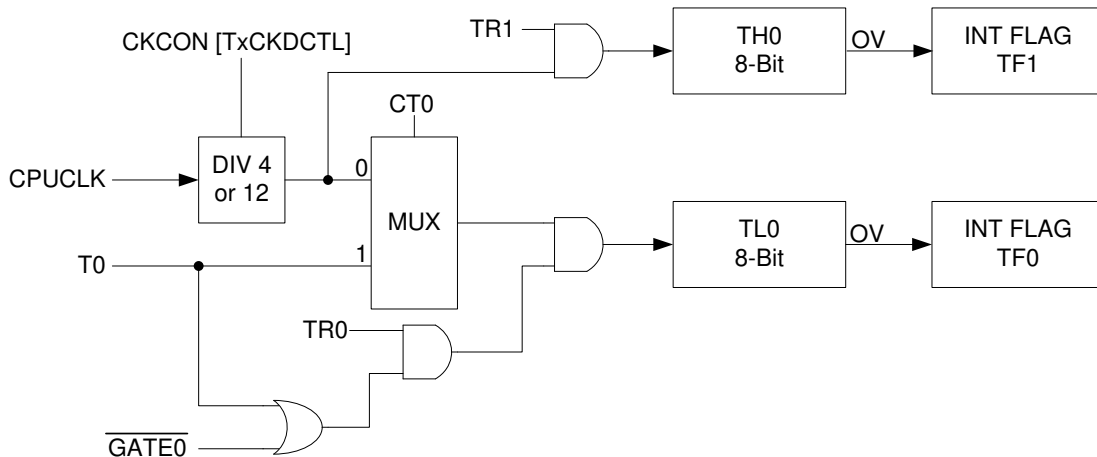 CKCON [TxCKDCTL]
TR1
TH0
8-Bit
OV
INT FLAG
TF1
CT0
CPUCLK
DIV 4
or 12
0
MUX
1
T0
TL0
8-Bit
OV
INT FLAG
TF0
TR0
GATE0